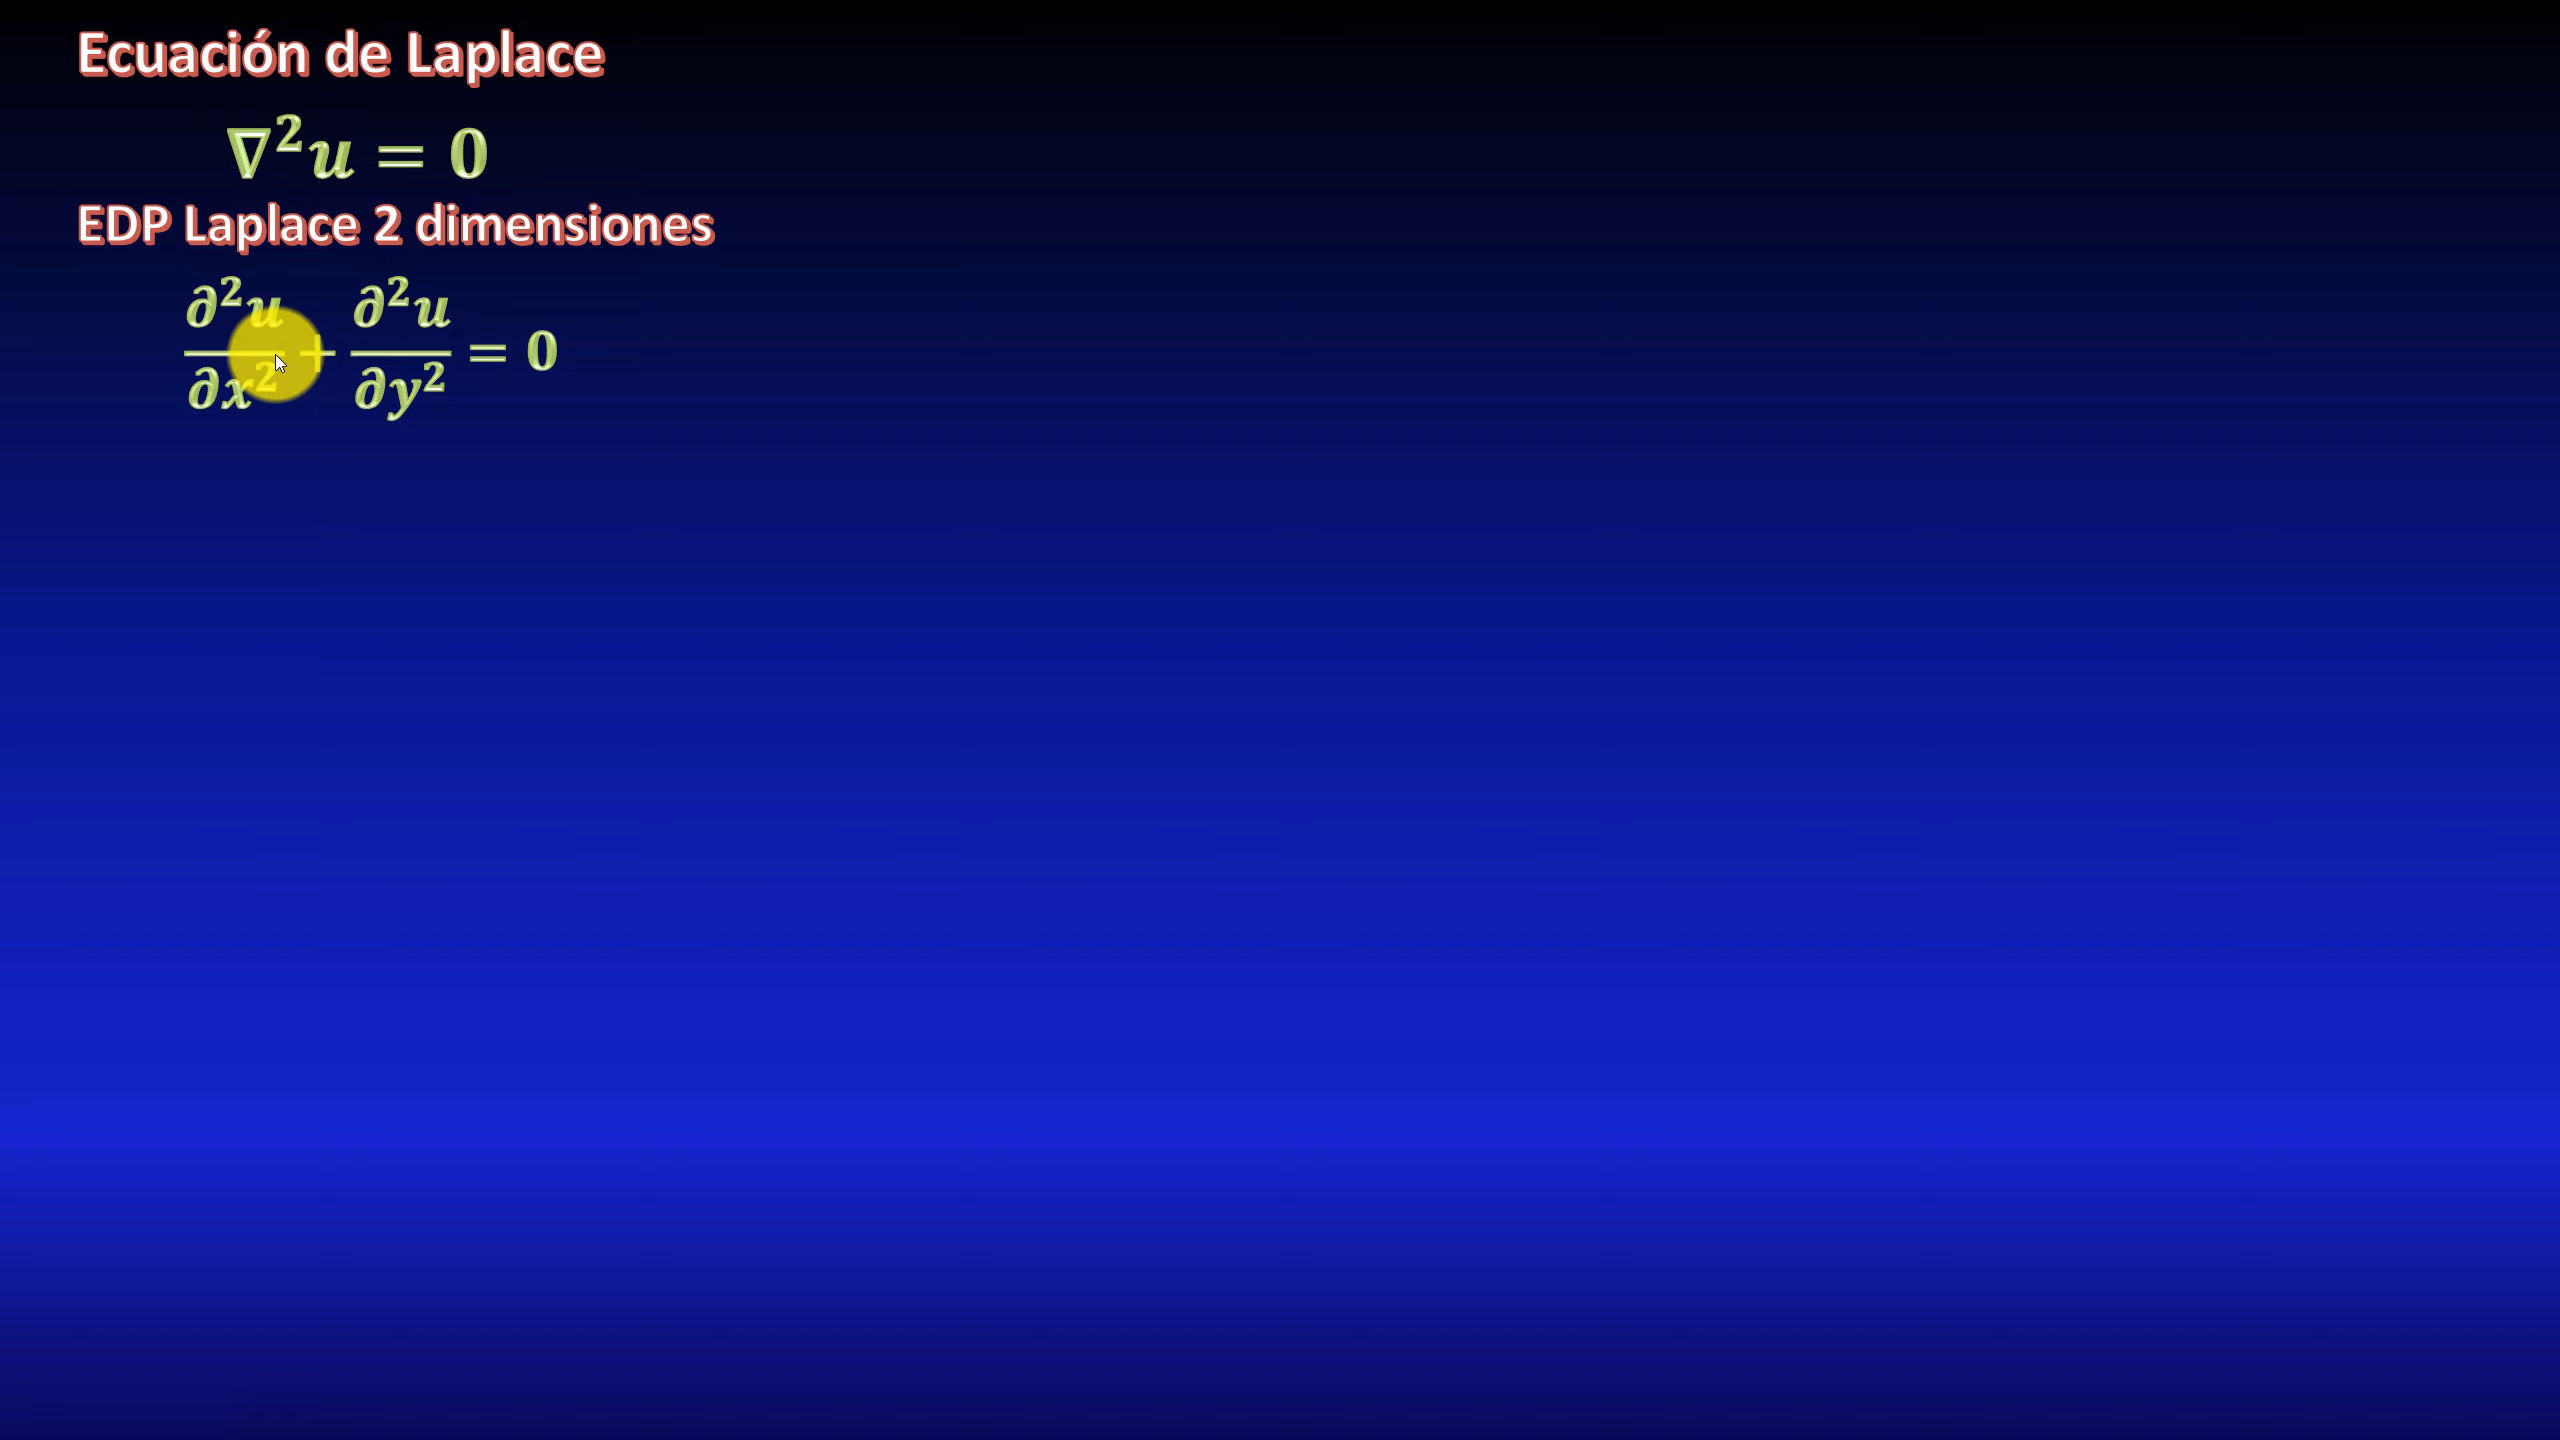 Ecuación de Laplace
∇²u = 0
EDP Laplace 2 dimensiones
∂²u/∂x² + ∂²u/∂y² = 0